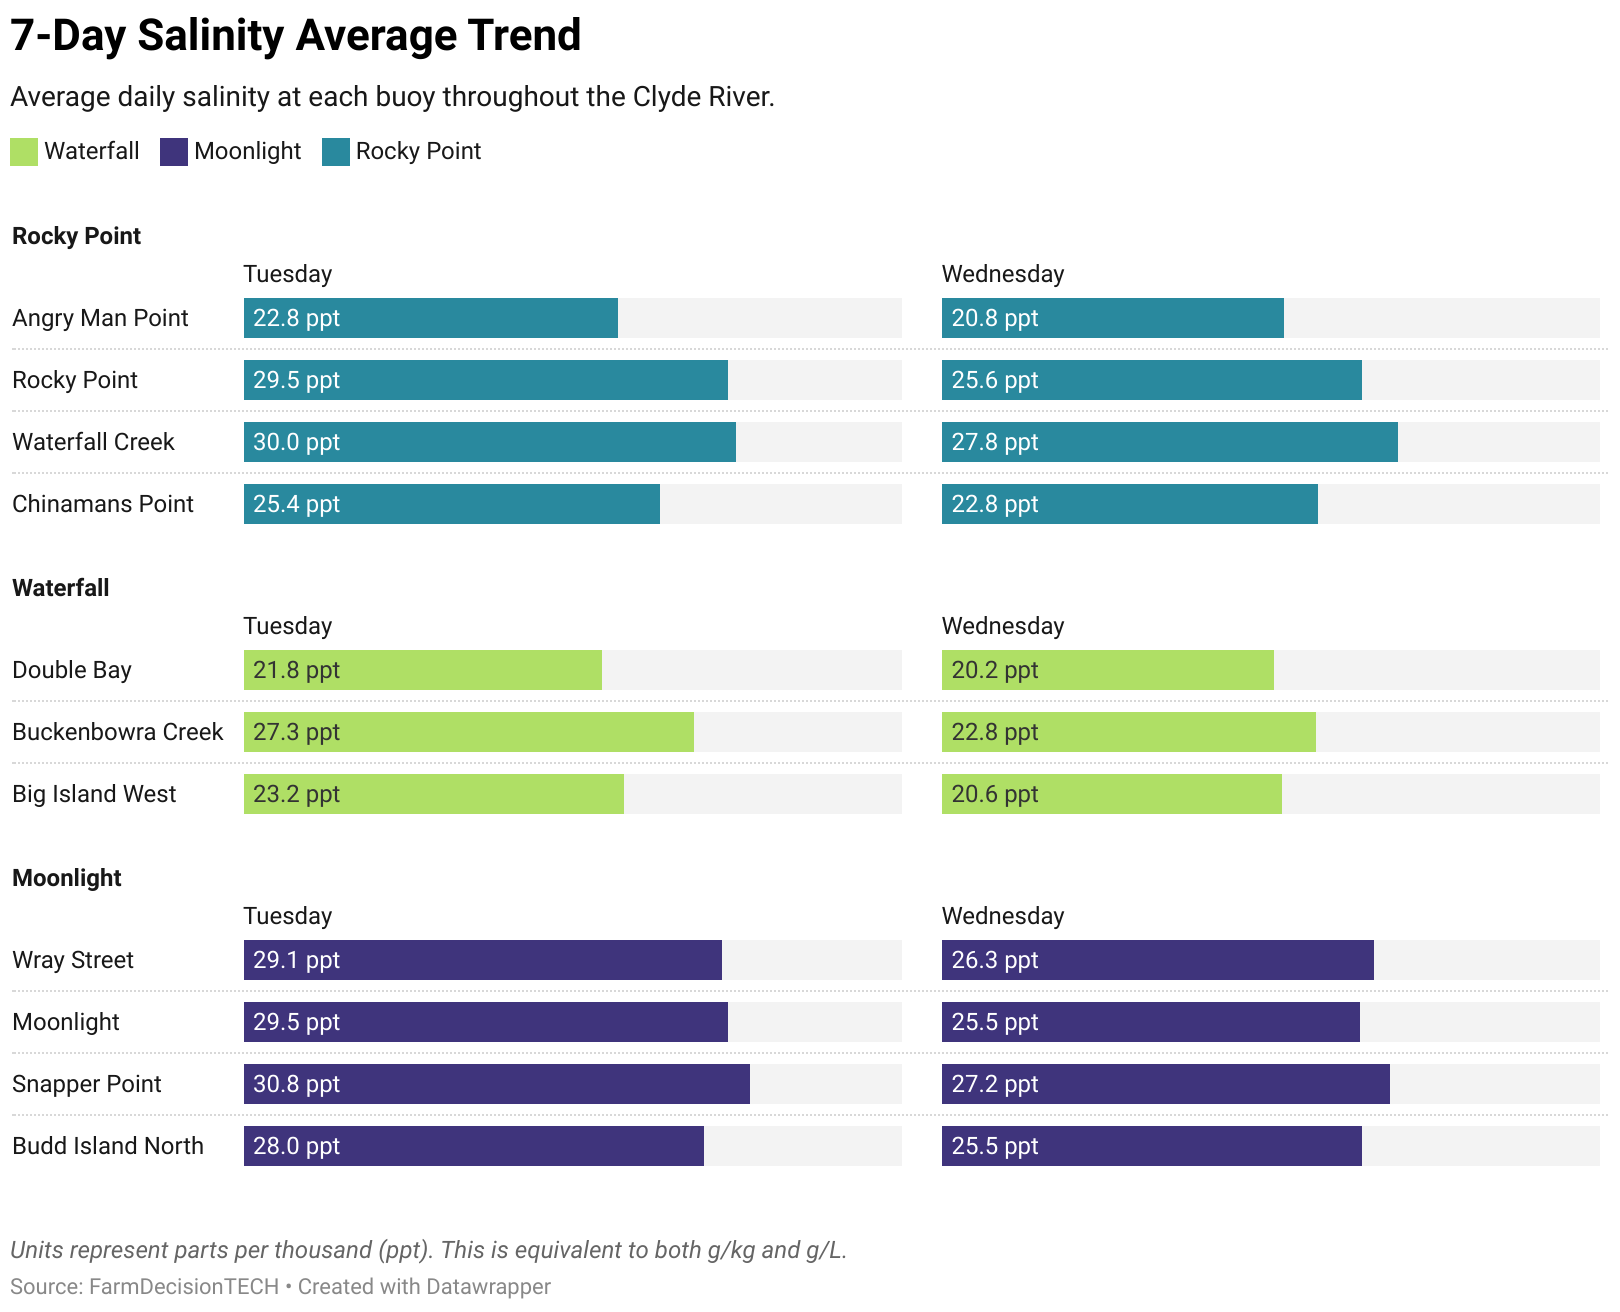 7-Day Salinity Average Trend
Average daily salinity at each buoy throughout the Clyde River.
Waterfall Moonlight Rocky Point
Rocky Point
Tuesday Wednesday
Angry Man Point 22.8 ppt 20.8 ppt
Rocky Point 29.5 ppt 25.6 ppt
Waterfall Creek 30.0 ppt 27.8 ppt
Chinamans Point 25.4 ppt 22.8 ppt
Waterfall
Tuesday Wednesday
Double Bay 21.8 ppt 20.2 ppt
Buckenbowra Creek 27.3 ppt 22.8 ppt
Big Island West 23.2 ppt 20.6 ppt
Moonlight
Tuesday Wednesday
Wray Street 29.1 ppt 26.3 ppt
Moonlight 29.5 ppt 25.5 ppt
Snapper Point 30.8 ppt 27.2 ppt
Budd Island North 28.0 ppt 25.5 ppt
Units represent parts per thousand (ppt). This is equivalent to both g/kg and g/L.
Source: FarmDecisionTECH • Created with Datawrapper